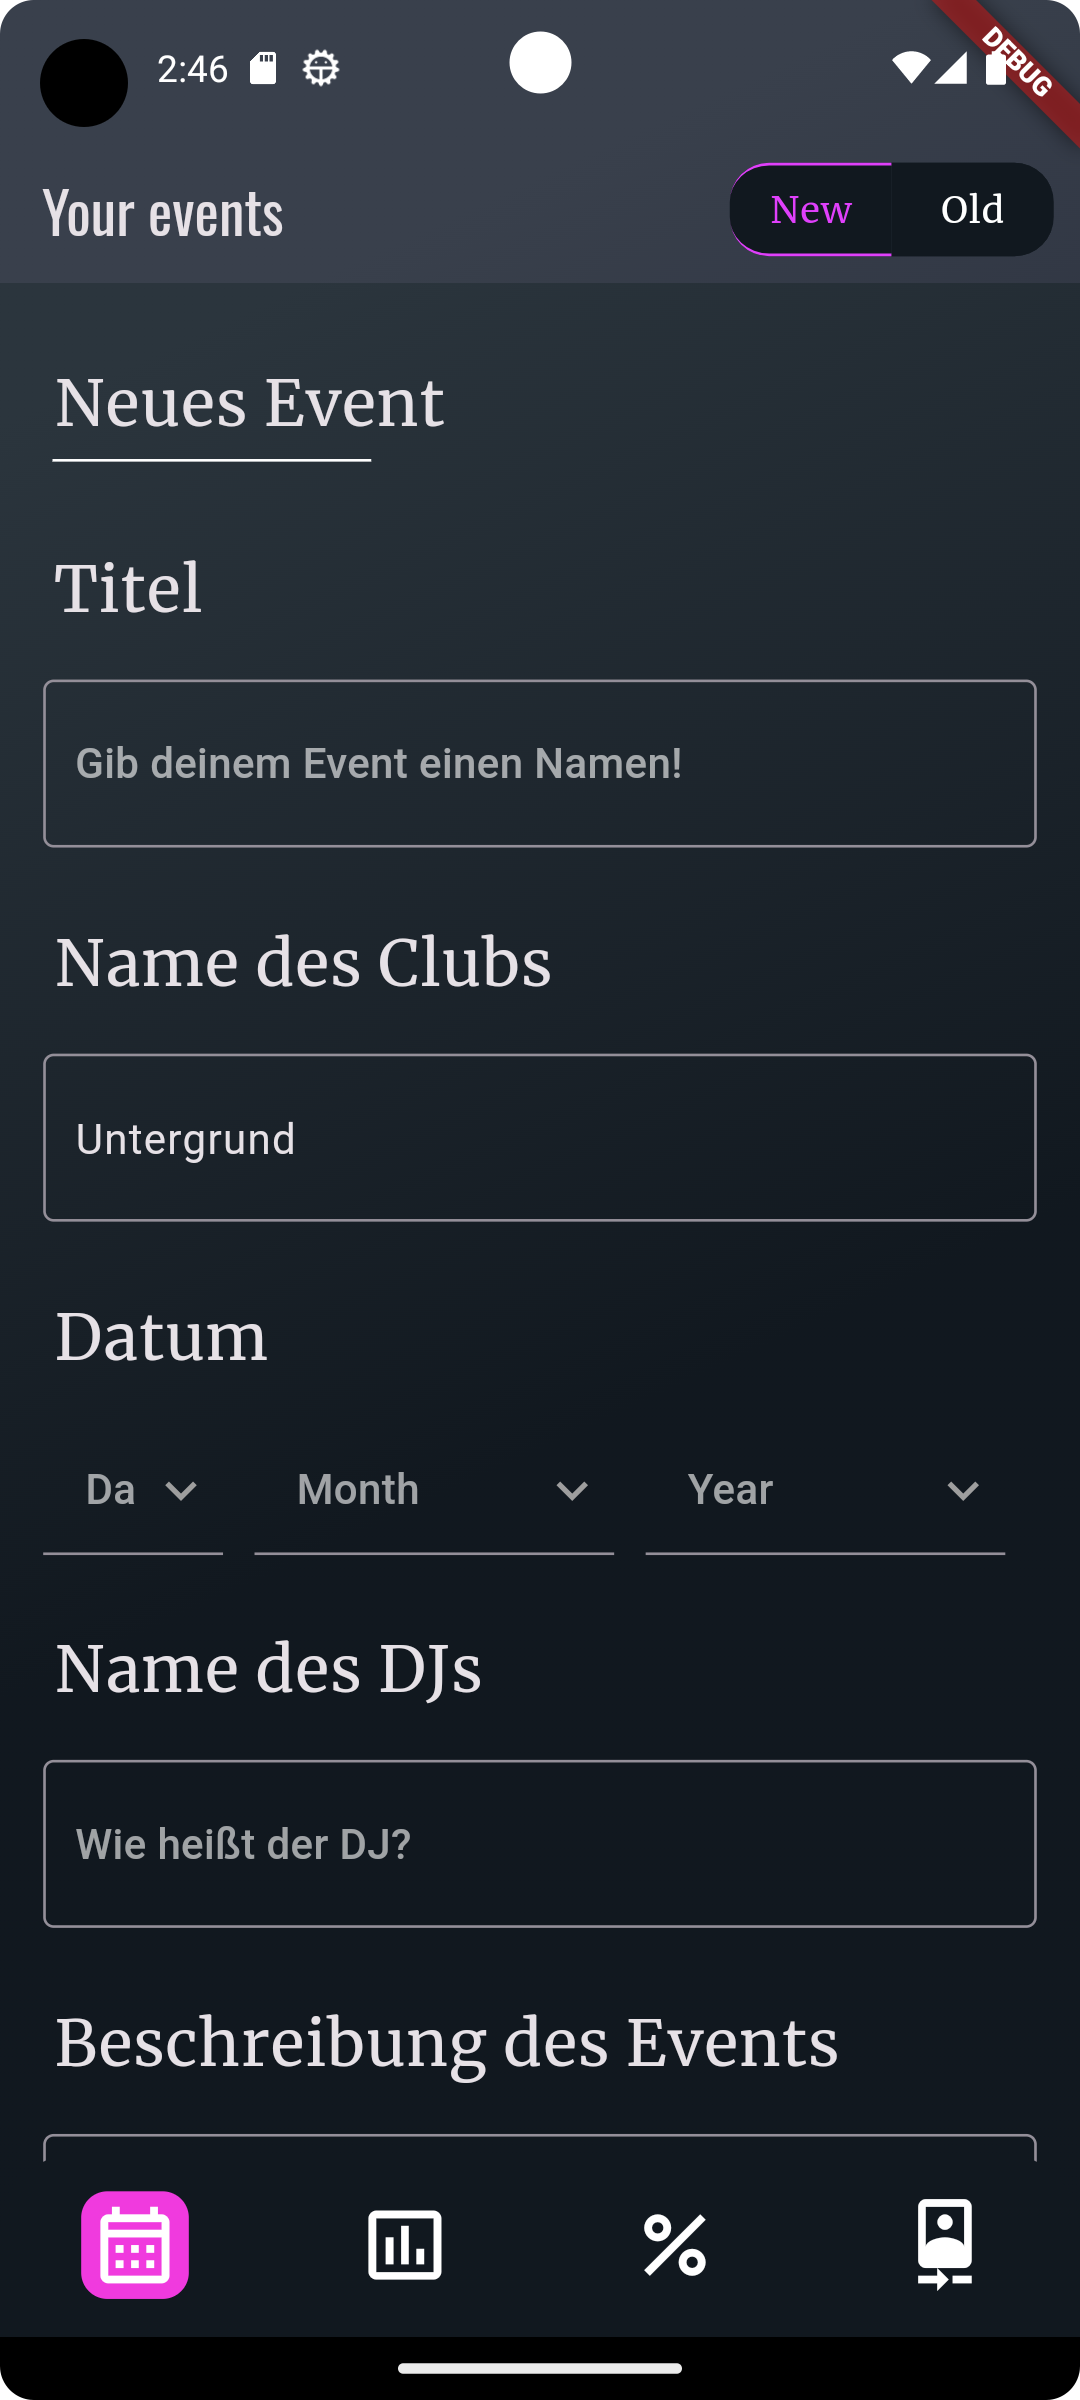 2:46
DEBUG
Your events
New
Old
Neues Event
Titel
Gib deinem Event einen Namen!
Name des Clubs
Untergrund
Datum
Da
Month
Year
Name des DJs
Wie heißt der DJ?
Beschreibung des Events